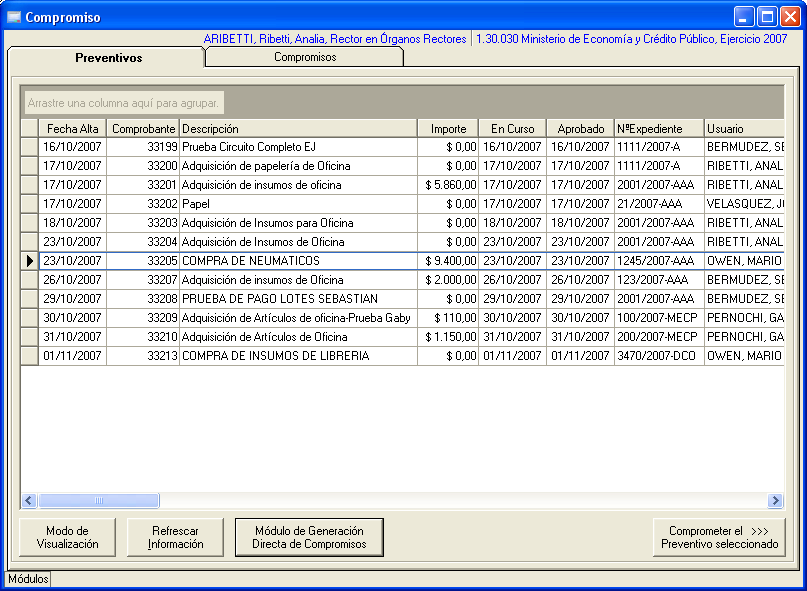 Compromiso
ARIBETTI, Ribetti, Analia, Rector en Órganos Rectores 1.30.030 Ministerio de Economía y Crédito Público, Ejercicio 2007
Preventivos Compromisos
Arrastre una columna aquí para agrupar.
Fecha Alta Comprobante Descripción Importe En Curso Aprobado NºExpediente Usuario
16/10/2007 33199 Prueba Circuito Completo EJ $ 0,00 16/10/2007 16/10/2007 1111/2007-A BERMUDEZ, SE
17/10/2007 33200 Adquisición de papelería de Oficina $ 0,00 17/10/2007 17/10/2007 1111/2007-A RIBETTI, ANAL
17/10/2007 33201 Adquisición de insumos de oficina $ 5.860,00 17/10/2007 17/10/2007 2001/2007-AAA RIBETTI, ANAL
17/10/2007 33202 Papel $ 0,00 17/10/2007 17/10/2007 21/2007-AAA VELASQUEZ, JU
18/10/2007 33203 Adquisición de Insumos para Oficina $ 0,00 18/10/2007 18/10/2007 2001/2007-AAA RIBETTI, ANAL
23/10/2007 33204 Adquisición de Insumos de Oficina $ 0,00 23/10/2007 23/10/2007 2001/2007-AAA RIBETTI, ANAL
23/10/2007 33205 COMPRA DE NEUMATICOS $ 9.400,00 23/10/2007 23/10/2007 1245/2007-AAA OWEN, MARIO
26/10/2007 33207 Adquisición de insumos de Oficina $ 2.000,00 26/10/2007 26/10/2007 123/2007-AAA BERMUDEZ, SE
29/10/2007 33208 PRUEBA DE PAGO LOTES SEBASTIAN $ 0,00 29/10/2007 29/10/2007 2001/2007-AAA BERMUDEZ, SE
30/10/2007 33209 Adquisición de Artículos de oficina-Prueba Gaby $ 110,00 30/10/2007 30/10/2007 100/2007-MECP PERNOCHI, GA
31/10/2007 33210 Adquisición de Artículos de Oficina $ 1.150,00 31/10/2007 31/10/2007 200/2007-MECP PERNOCHI, GA
01/11/2007 33213 COMPRA DE INSUMOS DE LIBRERIA $ 0,00 01/11/2007 01/11/2007 3470/2007-DCO OWEN, MARIO
Modo de
Visualización
Refrescar
Información
Módulo de Generación
Directa de Compromisos
Comprometer el >>>
Preventivo seleccionado
Módulos